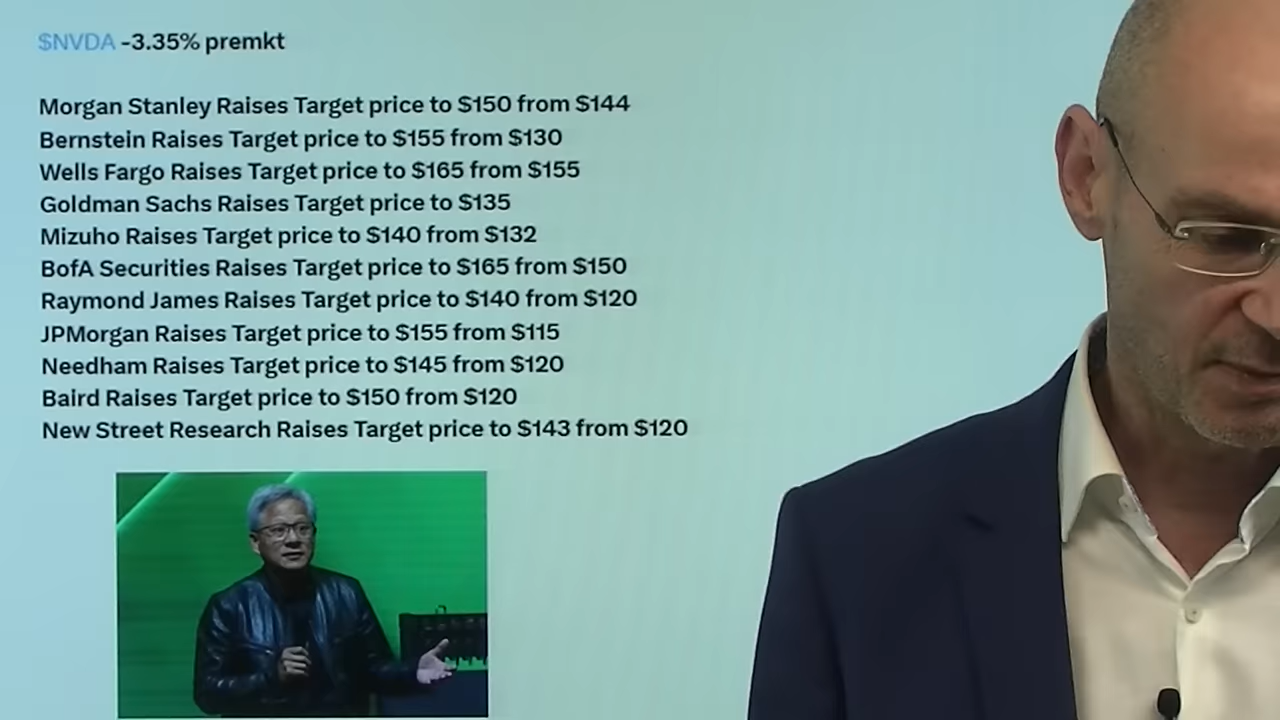 $NVDA -3.35% premkt
Morgan Stanley Raises Target price to $150 from $144
Bernstein Raises Target price to $155 from $130
Wells Fargo Raises Target price to $165 from $155
Goldman Sachs Raises Target price to $135
Mizuho Raises Target price to $140 from $132
BofA Securities Raises Target price to $165 from $150
Raymond James Raises Target price to $140 from $120
JPMorgan Raises Target price to $155 from $115
Needham Raises Target price to $145 from $120
Baird Raises Target price to $150 from $120
New Street Research Raises Target price to $143 from $120